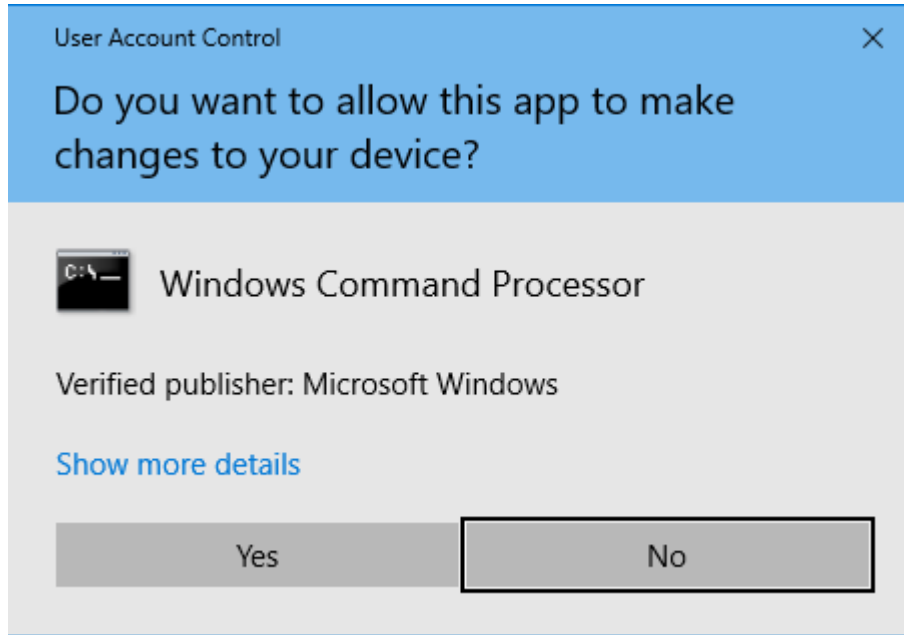 User Account Control
Do you want to allow this app to make
changes to your device?
C:\_
Windows Command Processor
Verified publisher: Microsoft Windows
Show more details
Yes
No